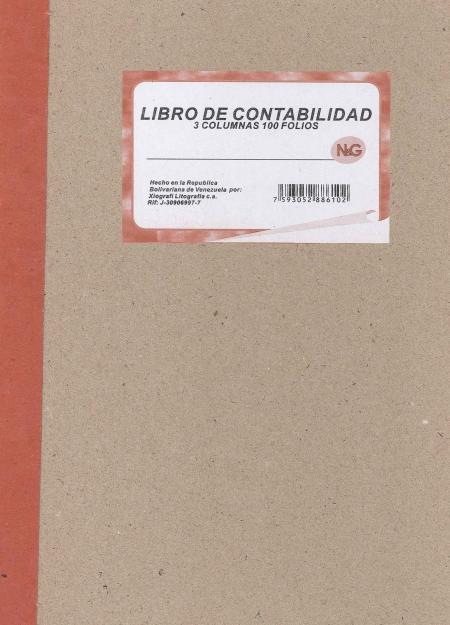 LIBRO DE CONTABILIDAD
3 COLUMNAS 100 FOLIOS
N&G
Hecho en la Republica
Bolivariana de Venezuela por:
Xiografi Litografia c.a.
Rif: J-30906997-7
7 593052 886102